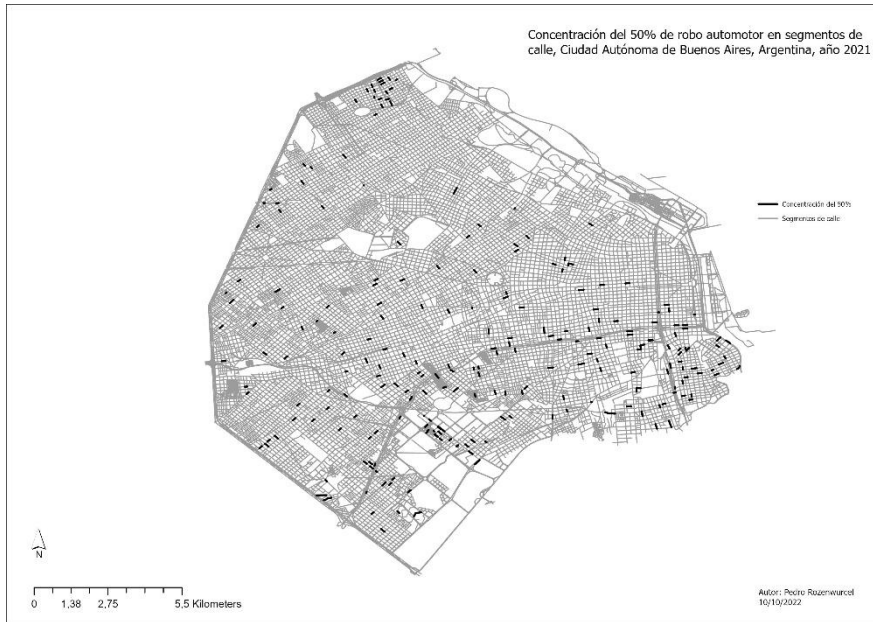 Concentración del 50% de robo automotor en segmentos de
calle, Ciudad Autónoma de Buenos Aires, Argentina, año 2021
Concentración del 50%
Segmentos de calle
N
0 1,38 2,75 5,5 Kilometers
Autor: Pedro Rozenwurcel
10/10/2022